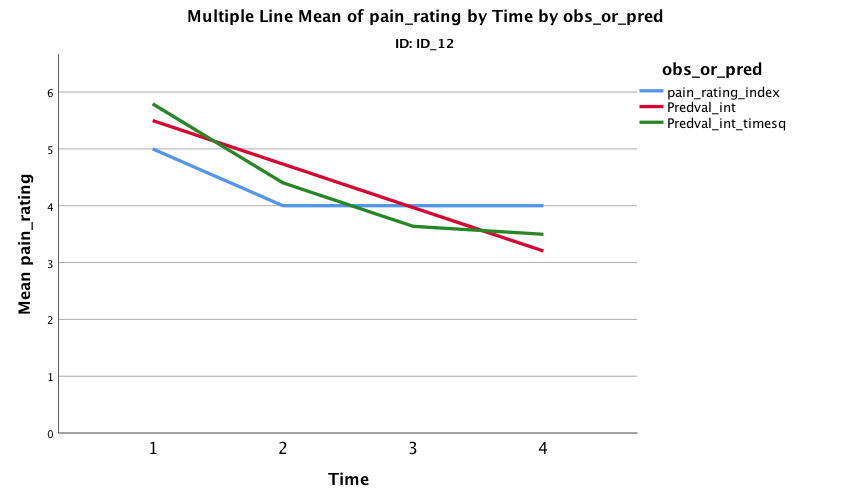 Multiple Line Mean of pain_rating by Time by obs_or_pred
ID: ID_12
obs_or_pred
pain_rating_index
Predval_int
Predval_int_timesq
Mean pain_rating
6
5
4
3
2
1
0
1 2 3 4
Time